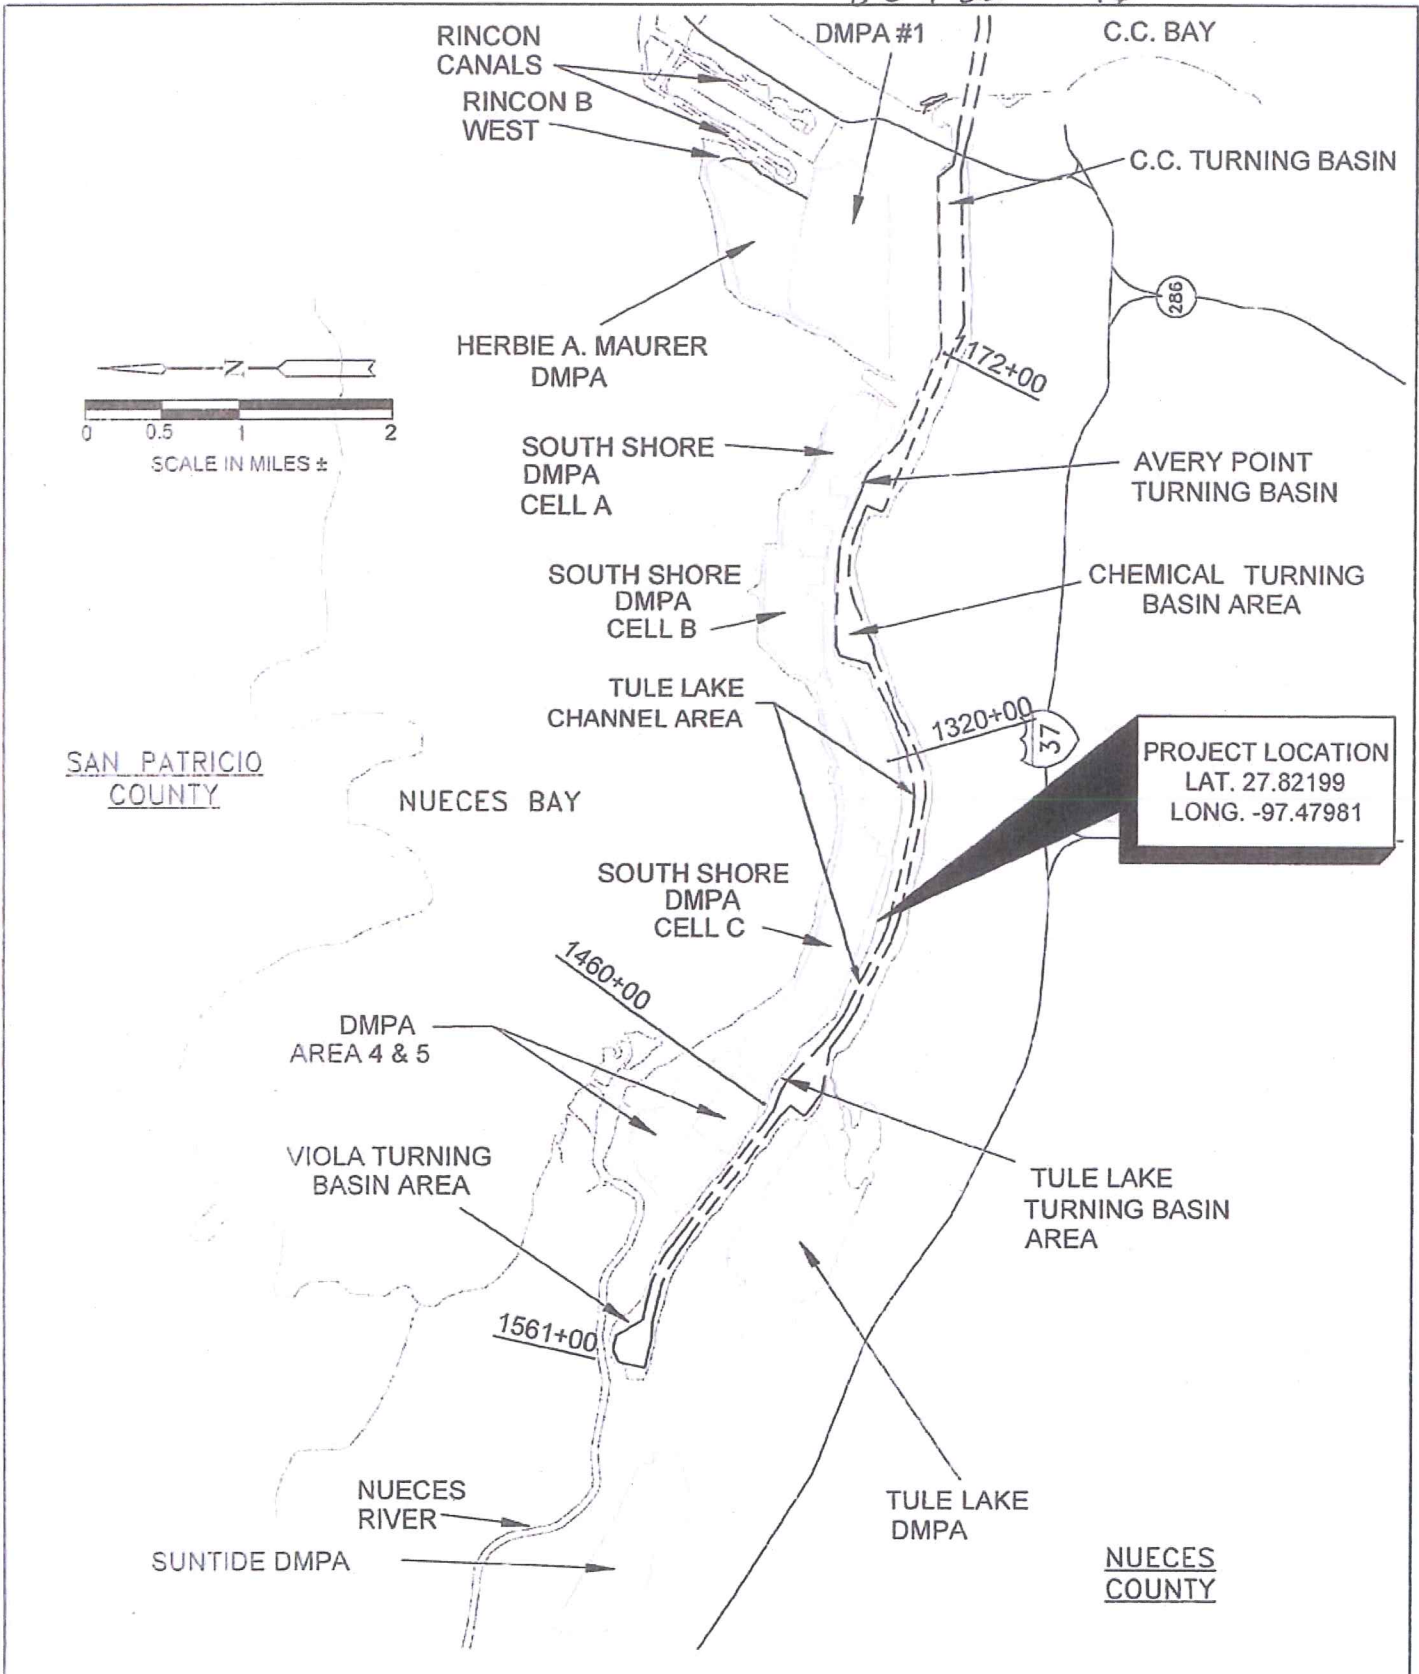 RINCON
CANALS
RINCON B
WEST
DMPA #1
C.C. BAY
C.C. TURNING BASIN
286
HERBIE A. MAURER
DMPA
1172+00
N
0 0.5 1 2
SCALE IN MILES ±
SOUTH SHORE
DMPA
CELL A
AVERY POINT
TURNING BASIN
SOUTH SHORE
DMPA
CELL B
CHEMICAL TURNING
BASIN AREA
TULE LAKE
CHANNEL AREA
1320+00
37
PROJECT LOCATION
LAT. 27.82199
LONG. -97.47981
SAN PATRICIO
COUNTY
NUECES BAY
SOUTH SHORE
DMPA
CELL C
1460+00
DMPA
AREA 4 & 5
VIOLA TURNING
BASIN AREA
TULE LAKE
TURNING BASIN
AREA
1561+00
NUECES
RIVER
SUNTIDE DMPA
TULE LAKE
DMPA
NUECES
COUNTY